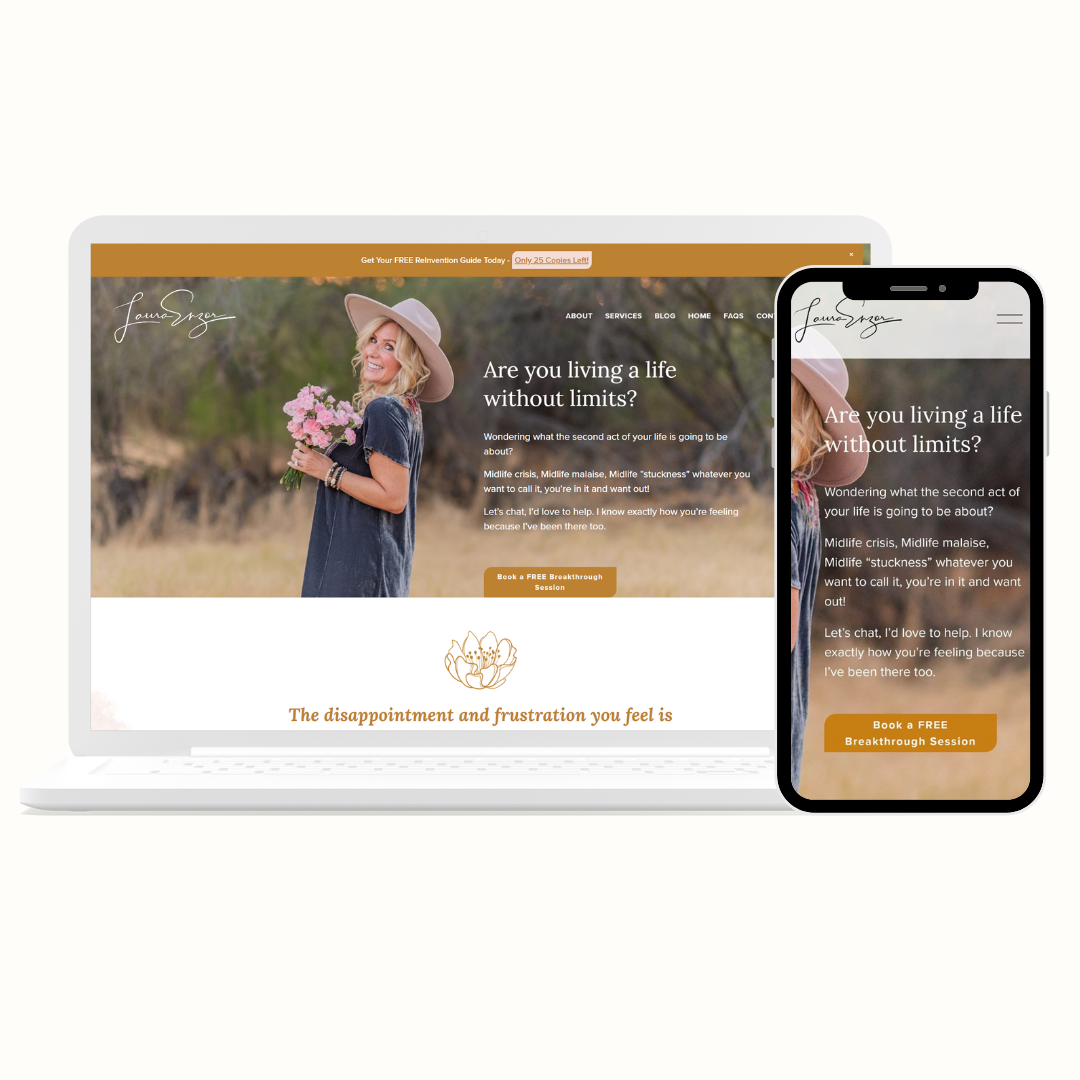 Get Your FREE ReInvention Guide Today - Only 25 Copies Left!
×
Laura Enzor
ABOUT SERVICES BLOG HOME FAQS CONT
Are you living a life
without limits?
Wondering what the second act of your life is going to be
about?
Midlife crisis, Midlife malaise, Midlife “stuckness” whatever you
want to call it, you’re in it and want out!
Let’s chat, I’d love to help. I know exactly how you’re feeling
because I’ve been there too.
Book a FREE Breakthrough
Session
The disappointment and frustration you feel is
Laura Enzor
Are you living a life
without limits?
Wondering what the second act of
your life is going to be about?
Midlife crisis, Midlife malaise,
Midlife “stuckness” whatever you
want to call it, you’re in it and want
out!
Let’s chat, I’d love to help. I know
exactly how you’re feeling because
I’ve been there too.
Book a FREE
Breakthrough Session